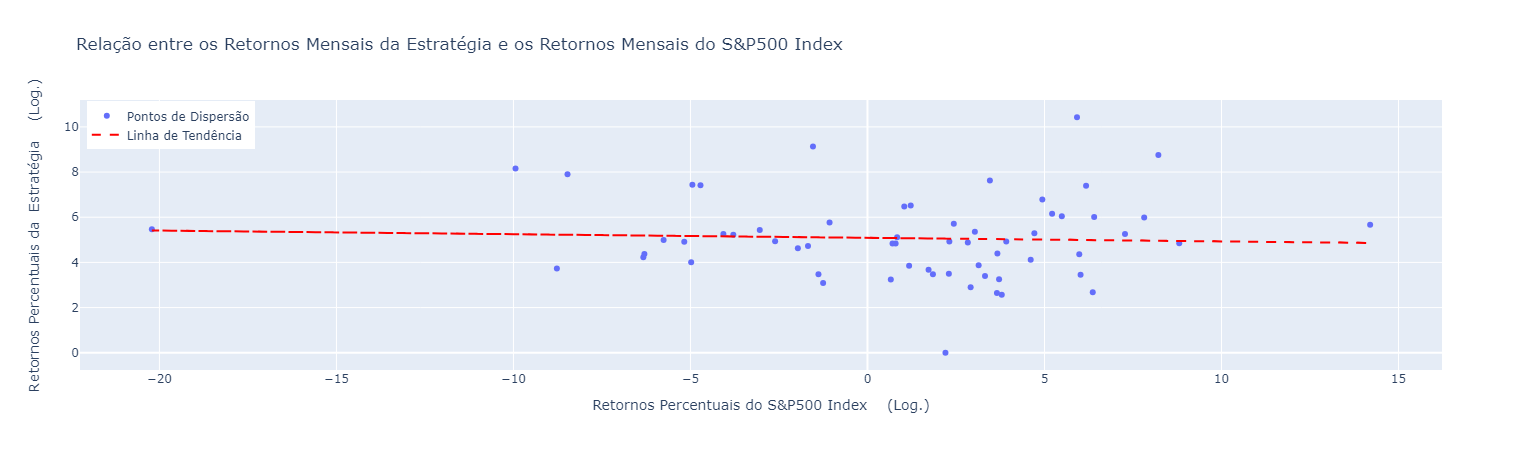 Relação entre os Retornos Mensais da Estratégia e os Retornos Mensais do S&P500 Index
Retornos Percentuais da Estratégia (Log.)
Pontos de Dispersão
Linha de Tendência
10
8
6
4
2
0
−20
−15
−10
−5
0
5
10
15
Retornos Percentuais do S&P500 Index (Log.)